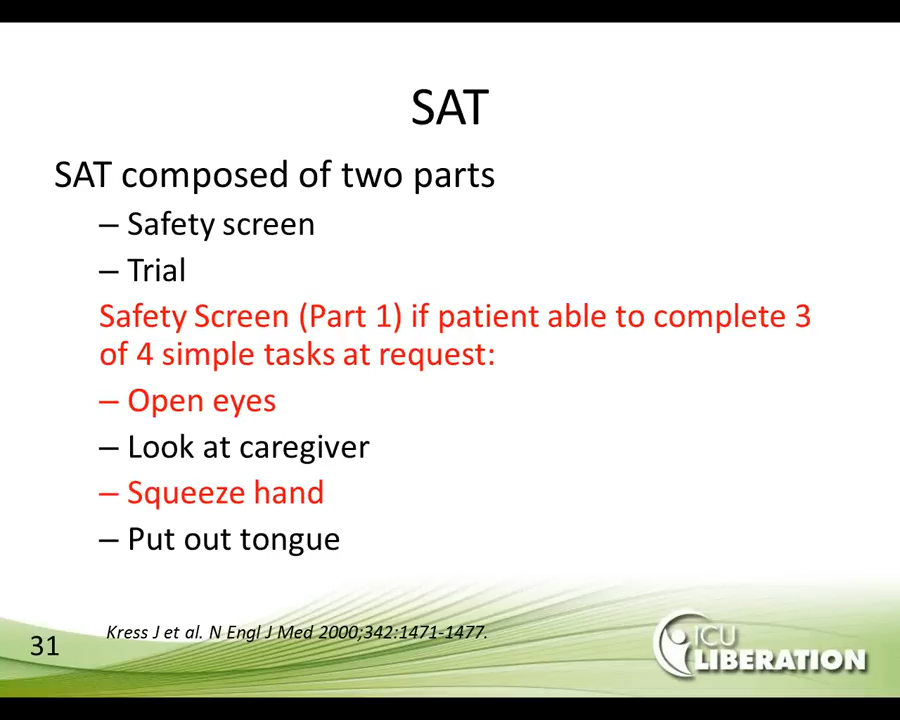 SAT
SAT composed of two parts
– Safety screen
– Trial
Safety Screen (Part 1) if patient able to complete 3
of 4 simple tasks at request:
– Open eyes
– Look at caregiver
– Squeeze hand
– Put out tongue
Kress J et al. N Engl J Med 2000;342:1471-1477.
31
ICU
LIBERATION